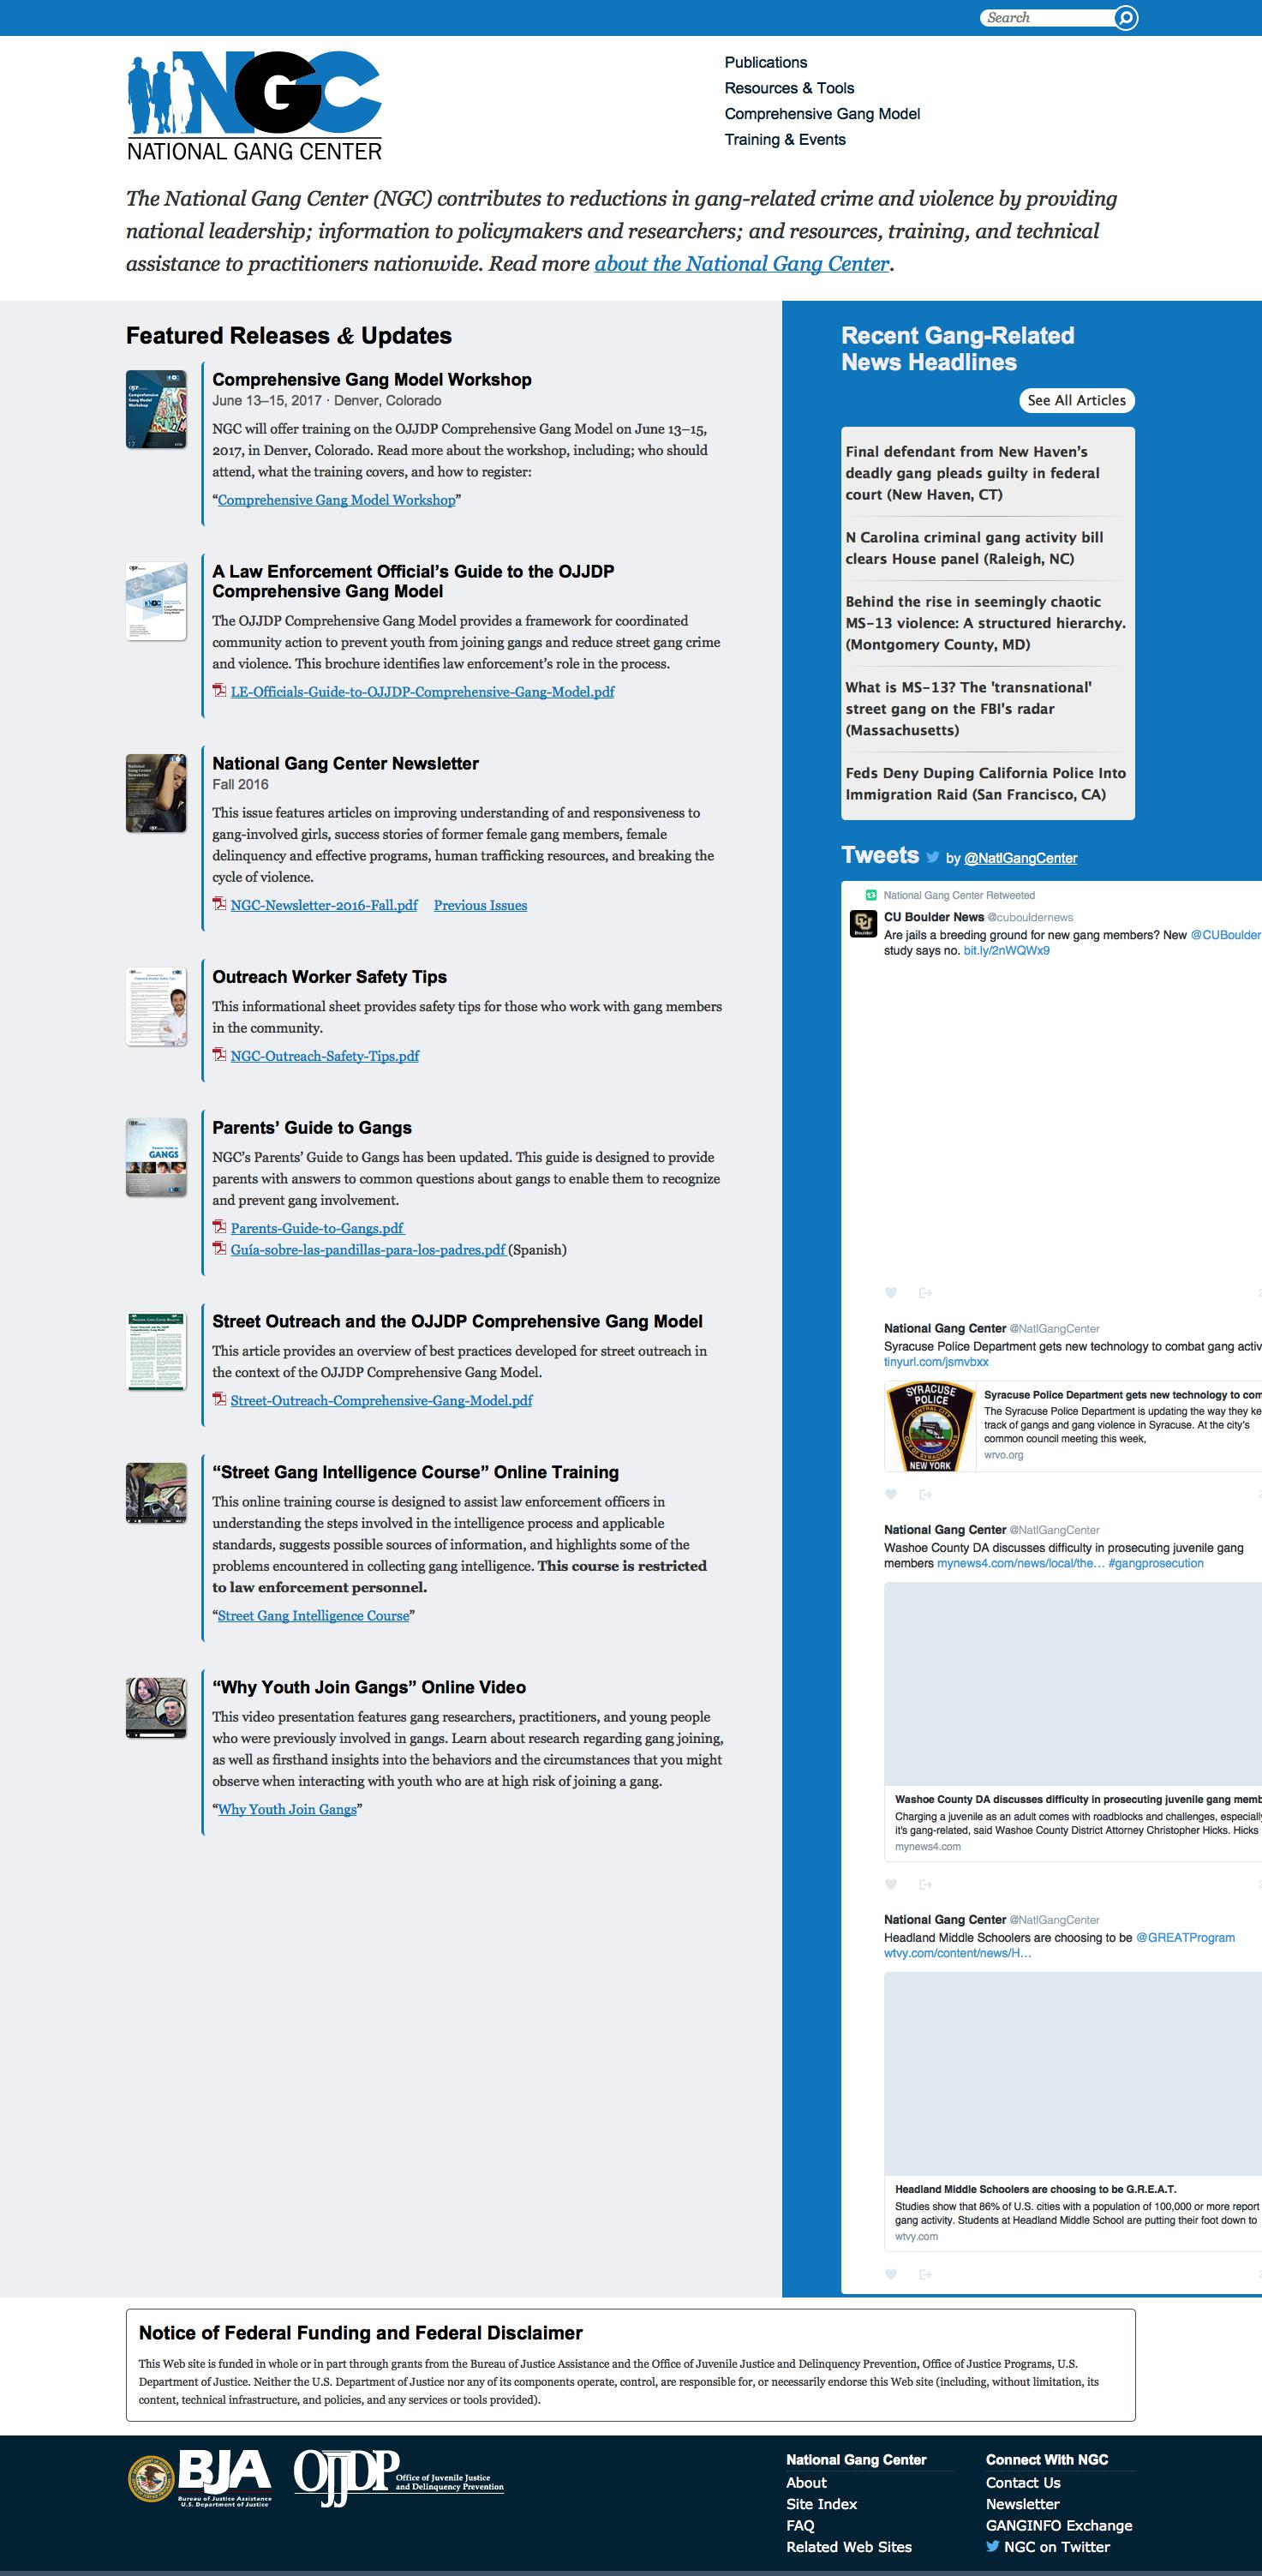 Search
NGC
NATIONAL GANG CENTER
Publications
Resources & Tools
Comprehensive Gang Model
Training & Events
The National Gang Center (NGC) contributes to reductions in gang-related crime and violence by providing
national leadership; information to policymakers and researchers; and resources, training, and technical
assistance to practitioners nationwide. Read more about the National Gang Center.
Featured Releases & Updates
Comprehensive Gang Model Workshop
June 13–15, 2017 · Denver, Colorado
NGC will offer training on the OJJDP Comprehensive Gang Model on June 13–15,
2017, in Denver, Colorado. Read more about the workshop, including; who should
attend, what the training covers, and how to register:
“Comprehensive Gang Model Workshop”
A Law Enforcement Official’s Guide to the OJJDP
Comprehensive Gang Model
The OJJDP Comprehensive Gang Model provides a framework for coordinated
community action to prevent youth from joining gangs and reduce street gang crime
and violence. This brochure identifies law enforcement’s role in the process.
LE-Officials-Guide-to-OJJDP-Comprehensive-Gang-Model.pdf
National Gang Center Newsletter
Fall 2016
This issue features articles on improving understanding of and responsiveness to
gang-involved girls, success stories of former female gang members, female
delinquency and effective programs, human trafficking resources, and breaking the
cycle of violence.
NGC-Newsletter-2016-Fall.pdf Previous Issues
Outreach Worker Safety Tips
This informational sheet provides safety tips for those who work with gang members
in the community.
NGC-Outreach-Safety-Tips.pdf
GANGS
Parents’ Guide to Gangs
NGC’s Parents’ Guide to Gangs has been updated. This guide is designed to provide
parents with answers to common questions about gangs to enable them to recognize
and prevent gang involvement.
Parents-Guide-to-Gangs.pdf
Guía-sobre-las-pandillas-para-los-padres.pdf (Spanish)
Street Outreach and the OJJDP Comprehensive Gang Model
This article provides an overview of best practices developed for street outreach in
the context of the OJJDP Comprehensive Gang Model.
Street-Outreach-Comprehensive-Gang-Model.pdf
“Street Gang Intelligence Course” Online Training
This online training course is designed to assist law enforcement officers in
understanding the steps involved in the intelligence process and applicable
standards, suggests possible sources of information, and highlights some of the
problems encountered in collecting gang intelligence. This course is restricted
to law enforcement personnel.
“Street Gang Intelligence Course”
“Why Youth Join Gangs” Online Video
This video presentation features gang researchers, practitioners, and young people
who were previously involved in gangs. Learn about research regarding gang joining,
as well as firsthand insights into the behaviors and the circumstances that you might
observe when interacting with youth who are at high risk of joining a gang.
“Why Youth Join Gangs”
Recent Gang-Related
News Headlines
See All Articles
Final defendant from New Haven’s
deadly gang pleads guilty in federal
court (New Haven, CT)
N Carolina criminal gang activity bill
clears House panel (Raleigh, NC)
Behind the rise in seemingly chaotic
MS-13 violence: A structured hierarchy.
(Montgomery County, MD)
What is MS-13? The 'transnational'
street gang on the FBI's radar
(Massachusetts)
Feds Deny Duping California Police Into
Immigration Raid (San Francisco, CA)
Tweets by @NatlGangCenter
National Gang Center Retweeted
CU Boulder News @cubouldernews
Are jails a breeding ground for new gang members? New @CUBoulder
study says no. bit.ly/2nWQWx9
National Gang Center @NatlGangCenter
Syracuse Police Department gets new technology to combat gang activ
tinyurl.com/jsmvbxx
SYRACUSE
POLICE
NEW YORK
Syracuse Police Department gets new technology to com
The Syracuse Police Department is updating the way they ke
track of gangs and gang violence in Syracuse. At the city’s
common council meeting this week,
wrvo.org
National Gang Center @NatlGangCenter
Washoe County DA discusses difficulty in prosecuting juvenile gang
members mynews4.com/news/local/the… #gangprosecution
Washoe County DA discusses difficulty in prosecuting juvenile gang memb
Charging a juvenile as an adult comes with roadblocks and challenges, especially
it's gang-related, said Washoe County District Attorney Christopher Hicks. Hicks
mynews4.com
National Gang Center @NatlGangCenter
Headland Middle Schoolers are choosing to be @GREATProgram
wtvy.com/content/news/H…
Headland Middle Schoolers are choosing to be G.R.E.A.T.
Studies show that 86% of U.S. cities with a population of 100,000 or more report
gang activity. Students at Headland Middle School are putting their foot down to
wtvy.com
Notice of Federal Funding and Federal Disclaimer
This Web site is funded in whole or in part through grants from the Bureau of Justice Assistance and the Office of Juvenile Justice and Delinquency Prevention, Office of Justice Programs, U.S.
Department of Justice. Neither the U.S. Department of Justice nor any of its components operate, control, are responsible for, or necessarily endorse this Web site (including, without limitation, its
content, technical infrastructure, and policies, and any services or tools provided).
BJA
Bureau of Justice Assistance
U.S. Department of Justice
OJJDP
Office of Juvenile Justice
and Delinquency Prevention
National Gang Center
About
Site Index
FAQ
Related Web Sites
Connect With NGC
Contact Us
Newsletter
GANGINFO Exchange
NGC on Twitter